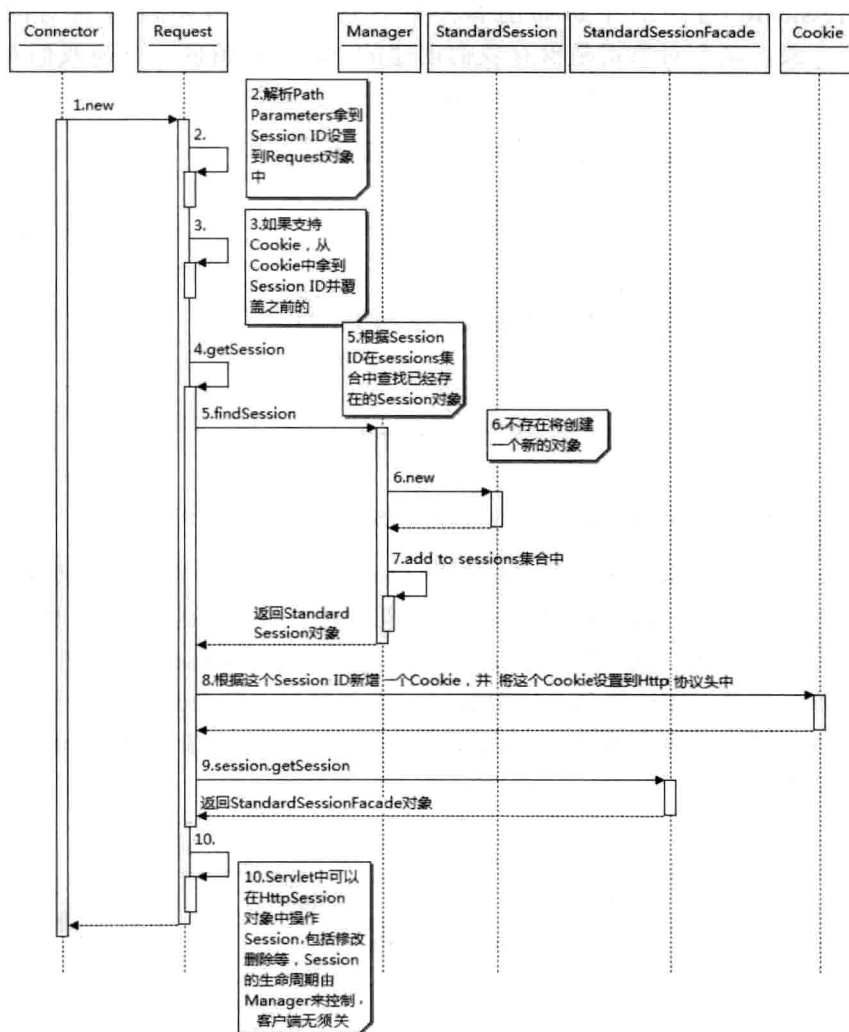 Connector
Request
Manager
StandardSession
StandardSessionFacade
Cookie
1.new
2.
2.解析Path
Parameters拿到
Session ID设置
到Request对象
中
3.
3.如果支持
Cookie，从
Cookie中拿到
Session ID并覆
盖之前的
4.getSession
5.根据Session
ID在sessions集
合中查找已经存
在的Session对象
5.findSession
6.不存在将创建
一个新的对象
6.new
7.add to sessions集合中
返回Standard
Session对象
8.根据这个Session ID新增一个Cookie，并 将这个Cookie设置到Http 协议头中
9.session.getSession
返回StandardSessionFacade对象
10.
10.Servlet中可以
在HttpSession
对象中操作
Session,包括修改
删除等，Session
的生命周期由
Manager来控制，
客户端无须关